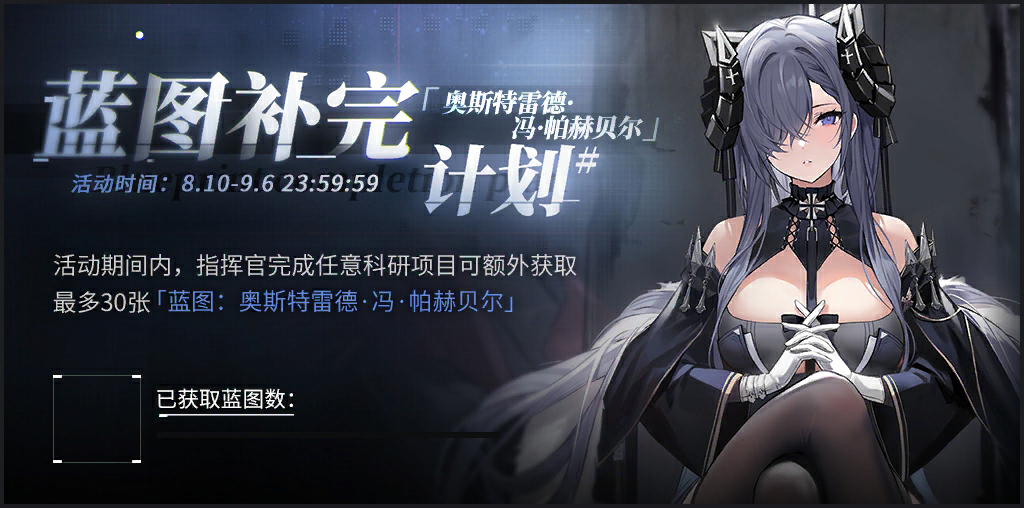 蓝图补完
「奥斯特雷德·
冯·帕赫贝尔」
计划#
活动时间：8.10-9.6 23:59:59
活动期间内，指挥官完成任意科研项目可额外获取
最多30张「蓝图：奥斯特雷德·冯·帕赫贝尔」
已获取蓝图数：